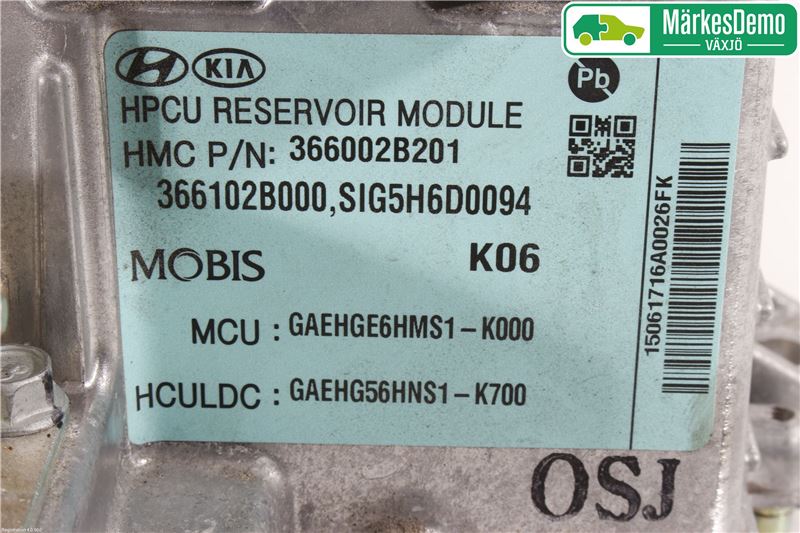 MärkesDemo
VÄXJÖ
KIA
Pb
HPCU RESERVOIR MODULE
HMC P/N: 366002B201
366102B000,SIG5H6D0094
MOBIS K06
MCU : GAEHGE6HMS1-K000
HCULDC : GAEHG56HNS1-K700
15061716A0026FK
OSJ